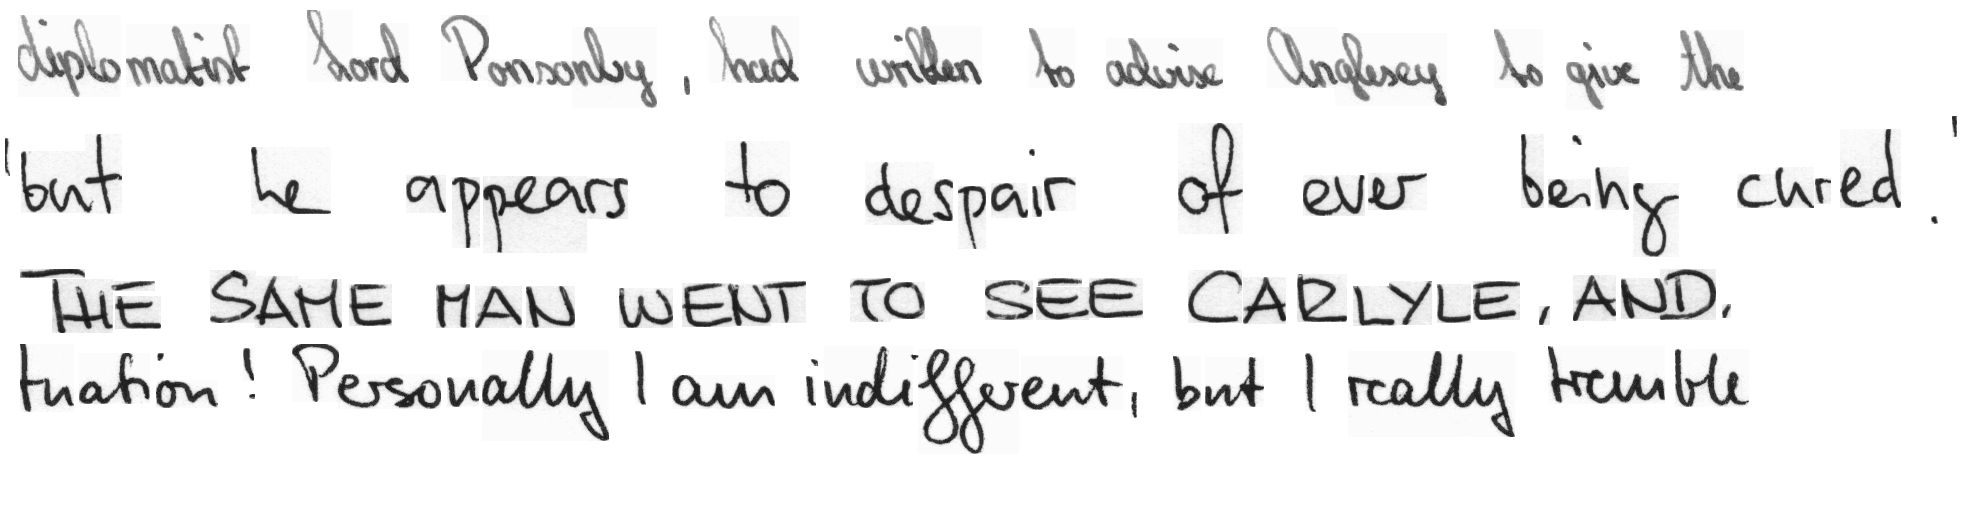 diplomatist Lord Ponsonby, had written to advise Anglesey to give the
'but he appears to despair of ever being cured.'
THE SAME MAN WENT TO SEE CARLYLE, AND.
tuation! Personally I am indifferent, but I really tremble